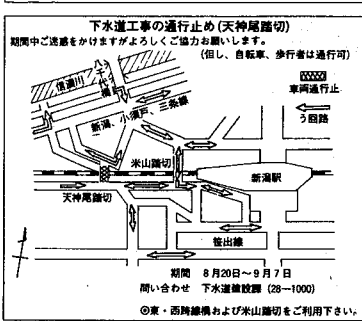 下水道工事の通行止め(天神尾踏切)
期間中ご迷惑をかけますがよろしくご協力お願いします。
(但し、自転車、歩行者は通行可)
信濃川
八千代橋
車両通行止
う回路
新潟、小須戸、三条線
米山踏切
新潟駅
天神尾踏切
笹出線
期間 8月20日〜9月7日
問い合わせ 下水道建設課(28−1000)
◎東・西跨線橋および米山踏切をご利用下さい。